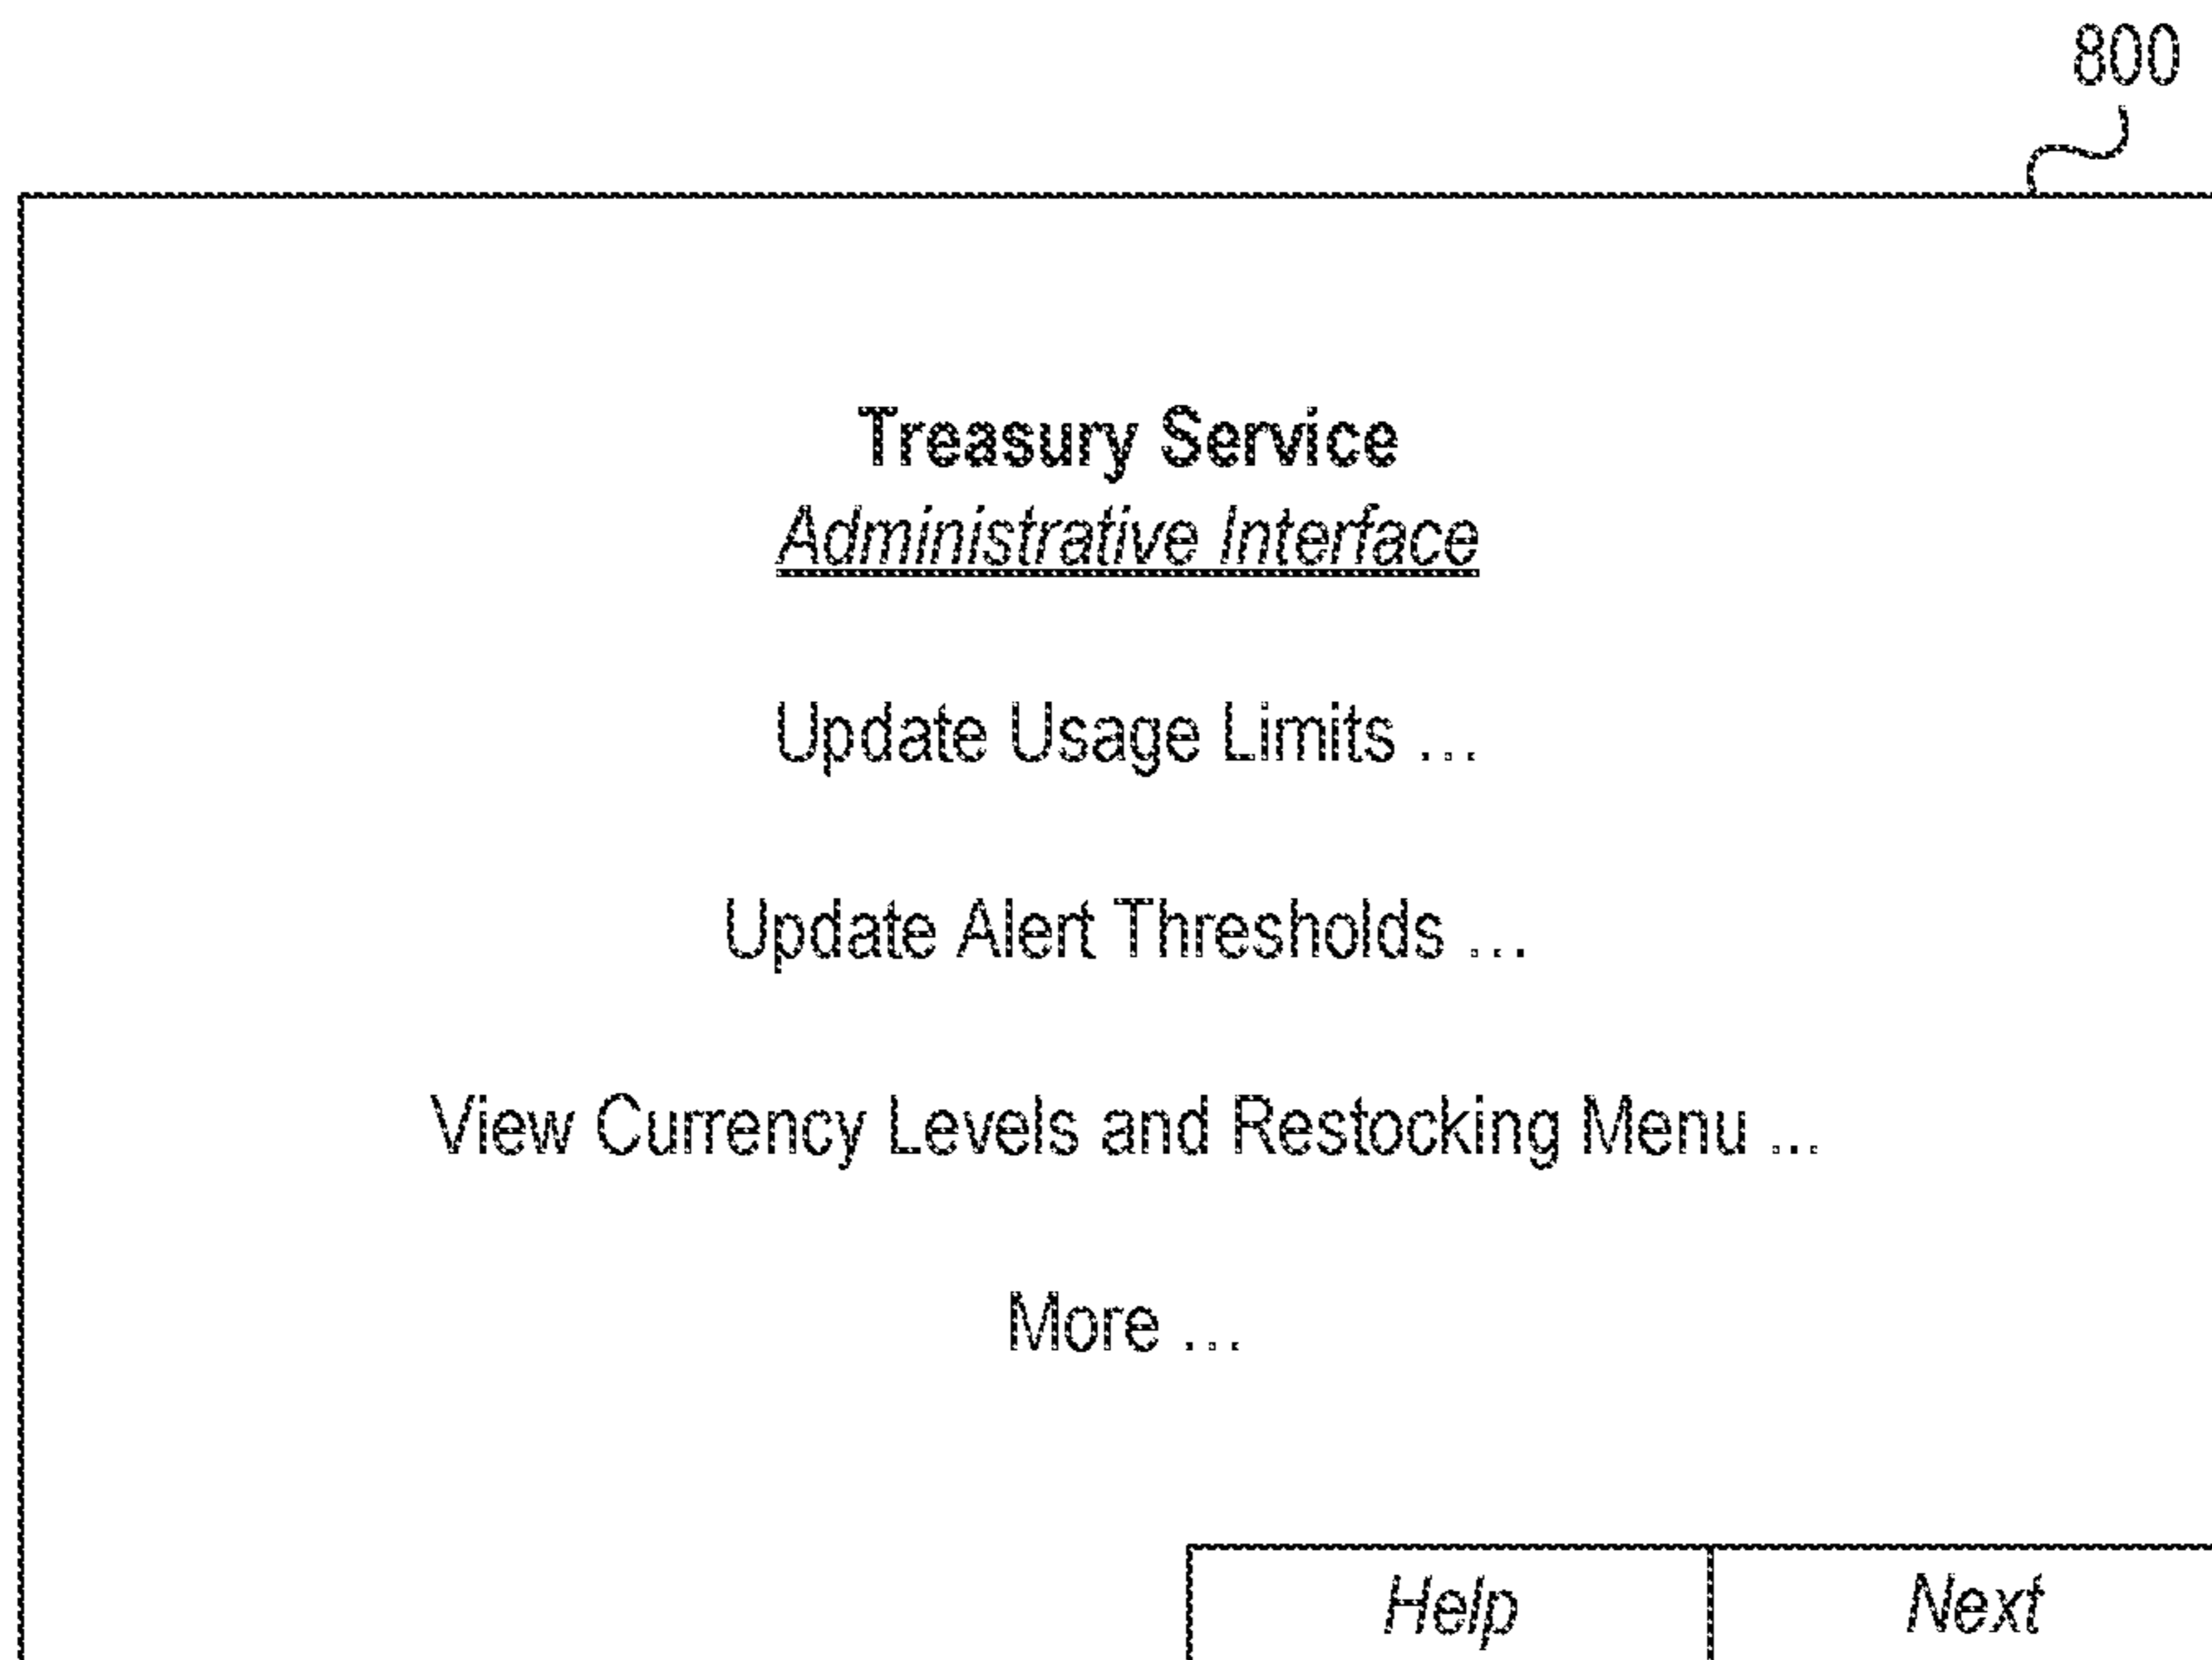 800
Treasury Service
Administrative Interface
Update Usage Limits ...
Update Alert Thresholds ...
View Currency Levels and Restocking Menu ...
More ...
Help
Next